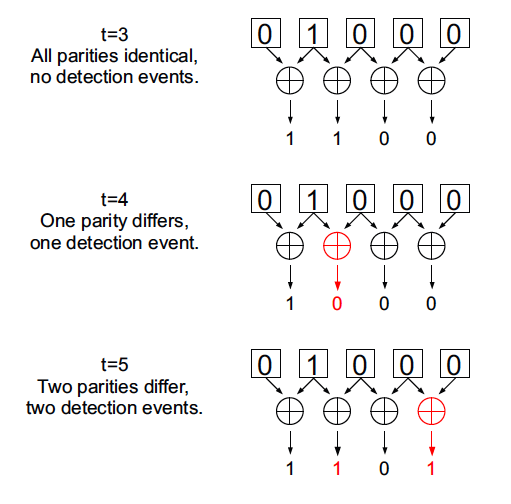 t=3
All parities identical,
no detection events.
0 1 0 0 0
1 1 0 0
t=4
One parity differs,
one detection event.
0 1 0 0 0
1 0 0 0
t=5
Two parities differ,
two detection events.
0 1 0 0 0
1 1 0 1